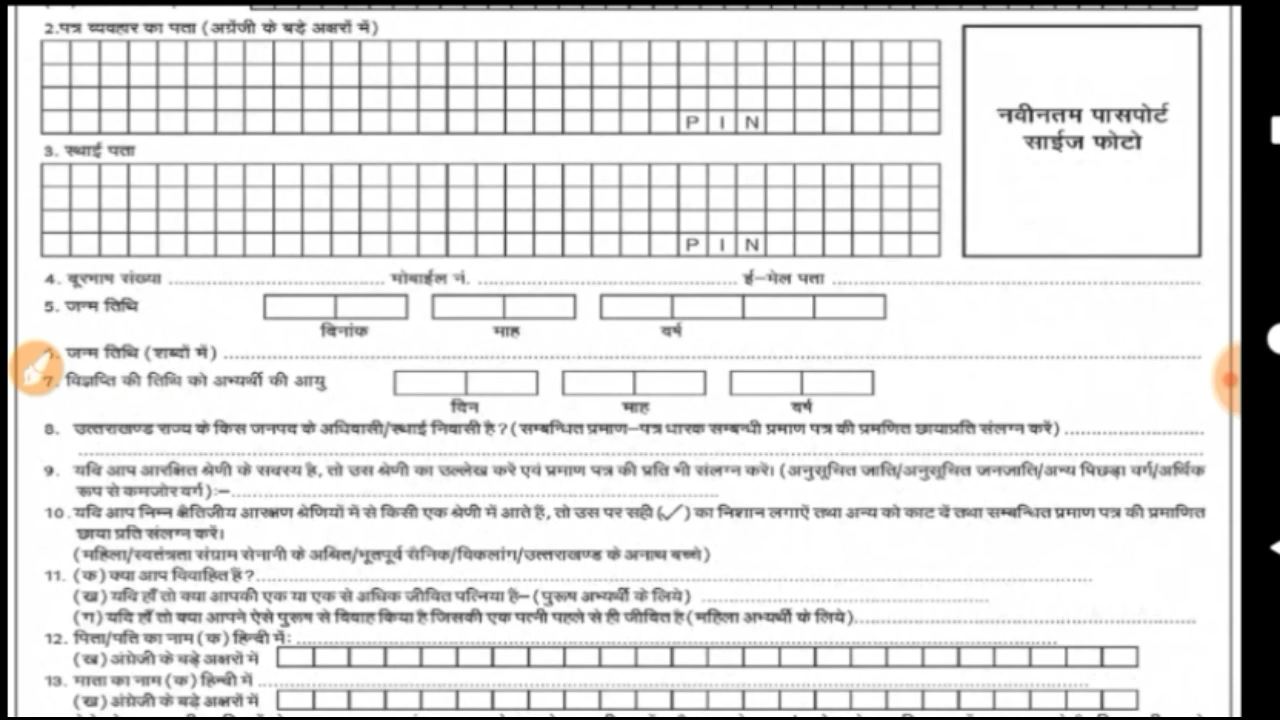 2.पत्र व्यवहार का पता (अग्रेंजी के बड़े अक्षरों में)
नवीनतम पासपोर्ट
साईज फोटो
P I N
3. स्थाई पता
P I N
4. दूरभाष संख्या ........................ मोबाईल नं. ........................ ई-मेल पता ........................
5. जन्म तिथि
दिनांक माह वर्ष
. जन्म तिथि (शब्दों में) ........................
7. विज्ञप्ति की तिथि को अभ्यर्थी की आयु
दिन माह वर्ष
8. उत्तराखण्ड राज्य के किस जनपद के अधिवासी/स्थाई निवासी है? (सम्बन्धित प्रमाण-पत्र धारक सम्बन्धी प्रमाण पत्र की प्रमणित छायाप्रति संलग्न करें) ........................
9. यदि आप आरक्षित श्रेणी के सदस्य है, तो उस श्रेणी का उल्लेख करें एवं प्रमाण पत्र की प्रति भी संलग्न करे। (अनुसूचित जाति/अनुसूचित जनजाति/अन्य पिछड़ा वर्ग/अर्थिक
रूप से कमजोर वर्ग):-........................
10. यदि आप निम्न क्षैतिजीय आरक्षण श्रेणियों में से किसी एक श्रेणी में आते है, तो उस पर सही (✓) का निशान लगाऐं तथा अन्य को काट दें तथा सम्बन्धित प्रमाण पत्र की प्रमाणित
छाया प्रति संलग्न करें।
(महिला/स्वतंत्रता संग्राम सेनानी के अश्रित/भूतपूर्व सैनिक/विकलांग/उत्तराखण्ड के अनाथ बच्चे)
11. (क) क्या आप विवाहित हैं?........................
(ख) यदि हाँ तो क्या आपकी एक या एक से अधिक जीवित पत्निया है- (पुरूष अभ्यर्थी के लिये) ........................
(ग) यदि हाँ तो क्या आपने ऐसे पुरूष से विवाह किया है जिसकी एक पत्नी पहले से ही जीवित है (महिला अभ्यर्थी के लिये)........................
12. पिता/पति का नाम (क) हिन्दी में: ........................
(ख) अंग्रेजी के बड़े अक्षरों में
13. माता का नाम (क) हिन्दी में ........................
(ख) अंग्रेजी के बड़े अक्षरों में